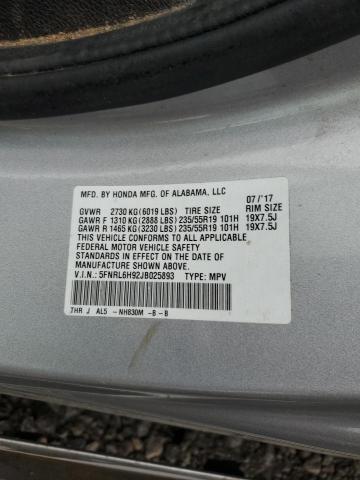 MFD. BY HONDA MFG. OF ALABAMA, LLC 07/'17
GVWR 2730 KG(6019 LBS) TIRE SIZE RIM SIZE
GAWR F 1310 KG(2888 LBS) 235/55R19 101H 19X7.5J
GAWR R 1465 KG(3230 LBS) 235/55R19 101H 19X7.5J
THIS VEHICLE CONFORMS TO ALL APPLICABLE
FEDERAL MOTOR VEHICLE SAFETY
STANDARDS IN EFFECT ON THE DATE OF
MANUFACTURE SHOWN ABOVE.
V.I.N.: 5FNRL6H92JB025893 TYPE: MPV
7HR J AL5 -NH830M -B-B